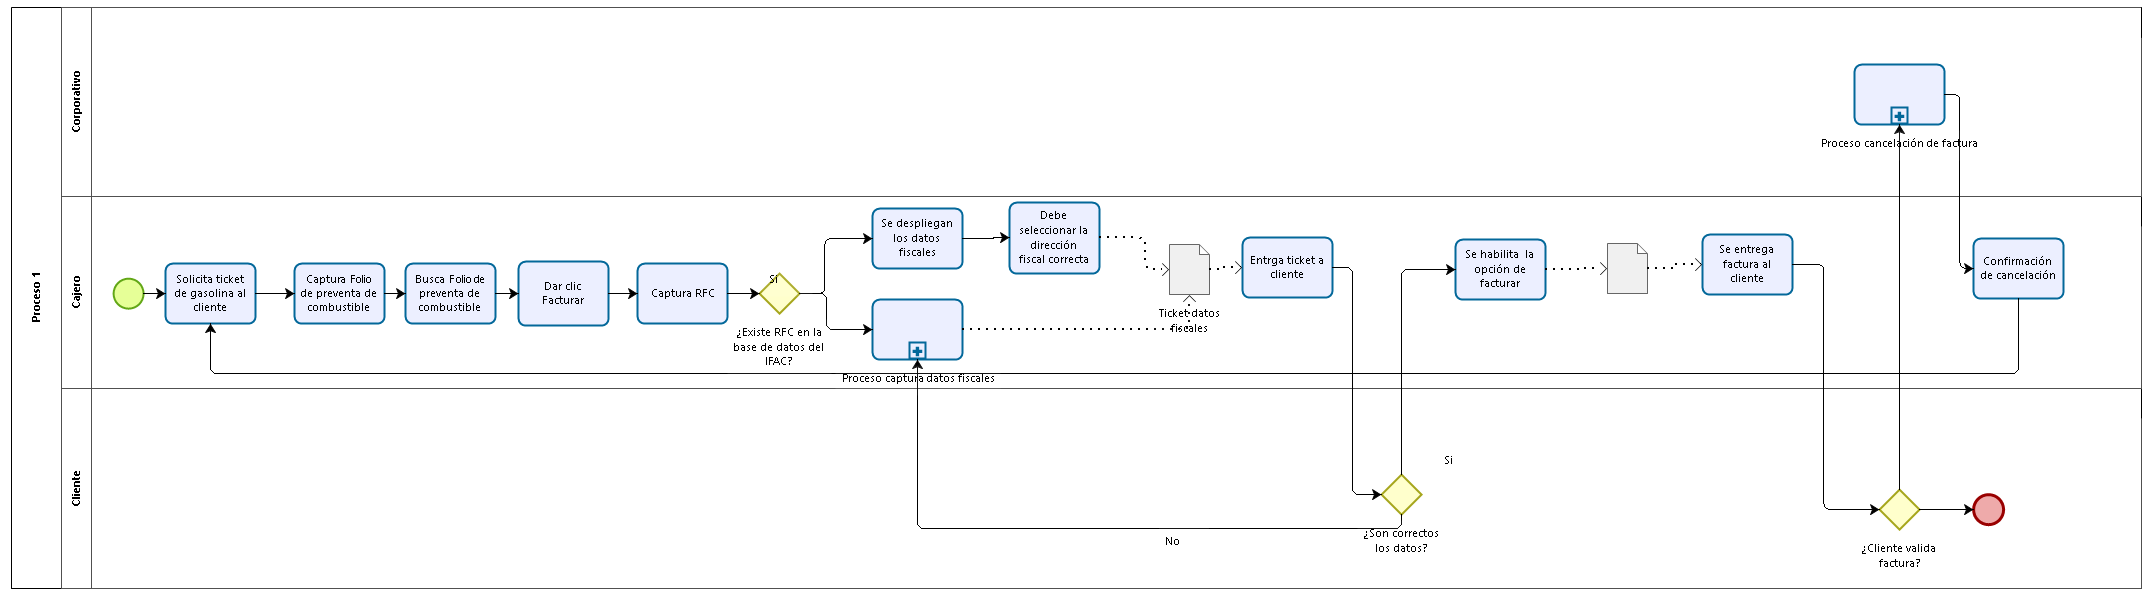 Proceso 1
Corporativo
Proceso cancelación de factura
Cajero
Solicita ticket
de gasolina al
cliente
Captura Folio
de preventa de
combustible
Busca Folio de
preventa de
combustible
Dar clic
Facturar
Captura RFC
Si
¿Existe RFC en la
base de datos del
IFAC?
Se despliegan
los datos
fiscales
Debe
seleccionar la
dirección
fiscal correcta
Proceso captura datos fiscales
Ticket datos
fiscales
Entrga ticket a
cliente
Se habilita la
opción de
facturar
Se entrega
factura al
cliente
Confirmación
de cancelación
Cliente
Si
No
¿Son correctos
los datos?
¿Cliente valida
factura?